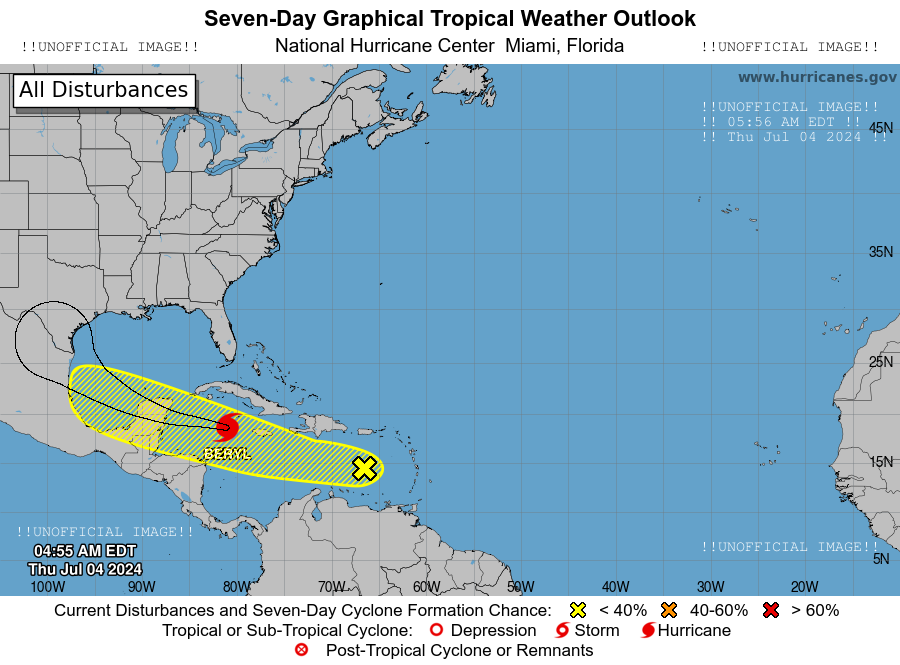 Seven-Day Graphical Tropical Weather Outlook
!!UNOFFICIAL IMAGE!! National Hurricane Center Miami, Florida !!UNOFFICIAL IMAGE!!
All Disturbances
www.hurricanes.gov
!!UNOFFICIAL IMAGE!!
!! 05:56 AM EDT !!
!! Thu Jul 04 2024 !!
45N
35N
25N
BERYL
15N
!!UNOFFICIAL IMAGE!!
04:55 AM EDT
Thu Jul 04 2024
!!UNOFFICIAL IMAGE!!
5N
100W 90W 80W 70W 60W 50W 40W 30W 20W
Current Disturbances and Seven-Day Cyclone Formation Chance: < 40% 40-60% > 60%
Tropical or Sub-Tropical Cyclone: Depression Storm Hurricane
Post-Tropical Cyclone or Remnants